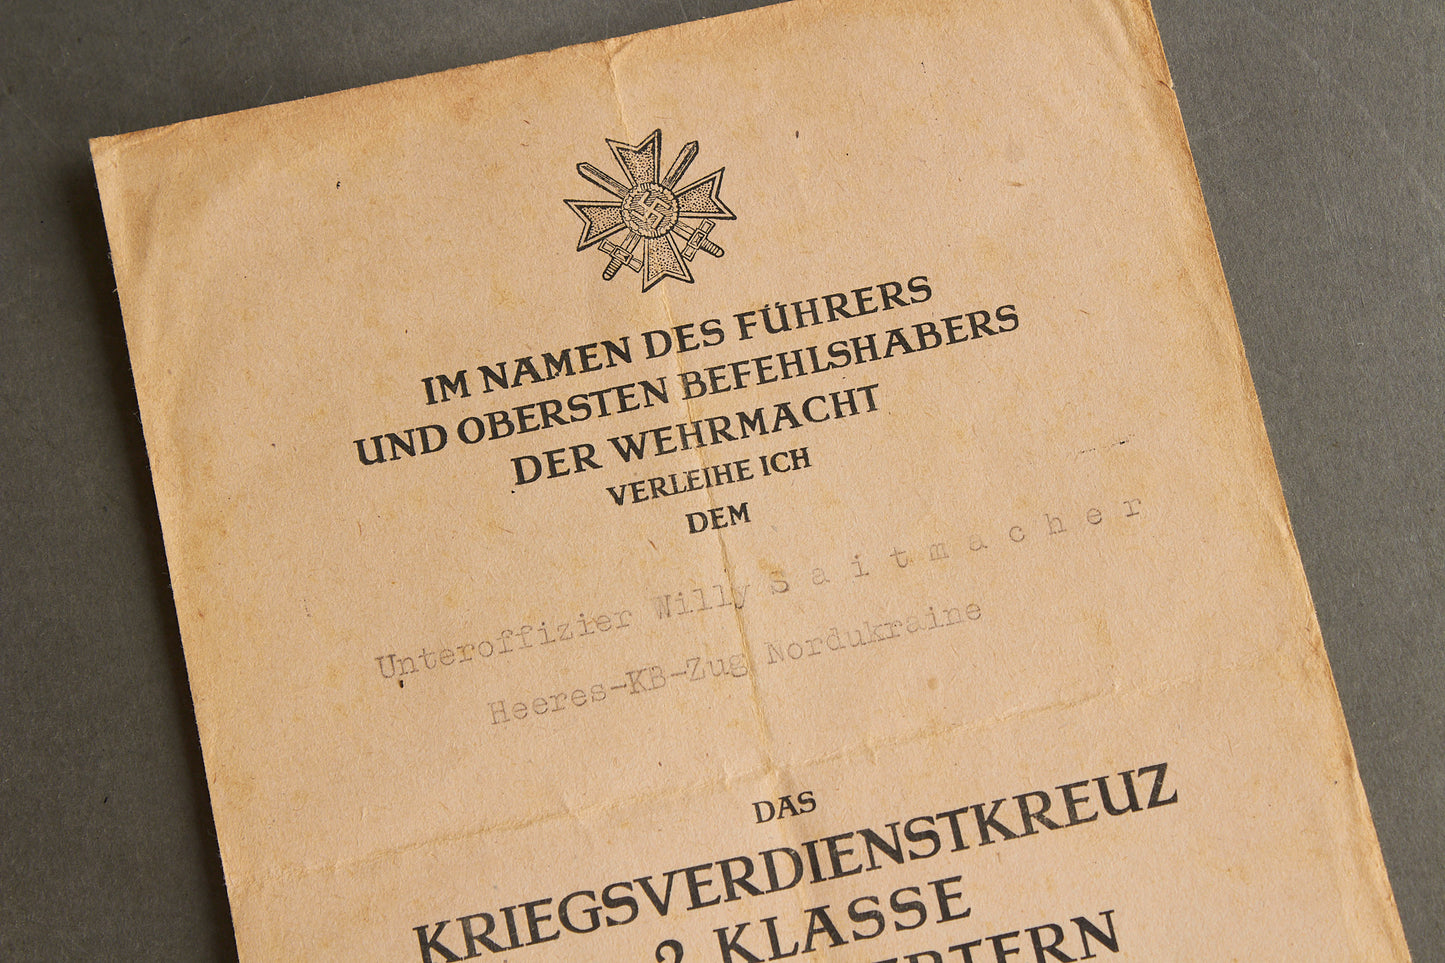 IM NAMEN DES FÜHRERS
UND OBERSTEN BEFEHLSHABERS
DER WEHRMACHT
VERLEIHE ICH
DEM
Unteroffizier Willy S a i t m a c h e r
Heeres-KB-Zug Nordukraine
DAS
KRIEGSVERDIENSTKREUZ
2. KLASSE